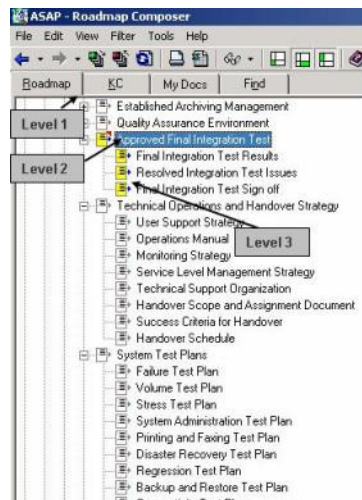 ASAP - Roadmap Composer
File Edit View Filter Tools Help
Roadmap KC My Docs Find
Established Archiving Management
Level 1
Quality Assurance Environment
Approved Final Integration Test
Final Integration Test Results
Level 2
Resolved Integration Test Issues
Final Integration Test Sign off
Technical Operations and Handover Strategy
User Support Strategy
Operations Manual
Level 3
Monitoring Strategy
Service Level Management Strategy
Technical Support Organization
Handover Scope and Assignment Document
Success Criteria for Handover
Handover Schedule
System Test Plans
Failure Test Plan
Volume Test Plan
Stress Test Plan
System Administration Test Plan
Printing and Faxing Test Plan
Disaster Recovery Test Plan
Regression Test Plan
Backup and Restore Test Plan